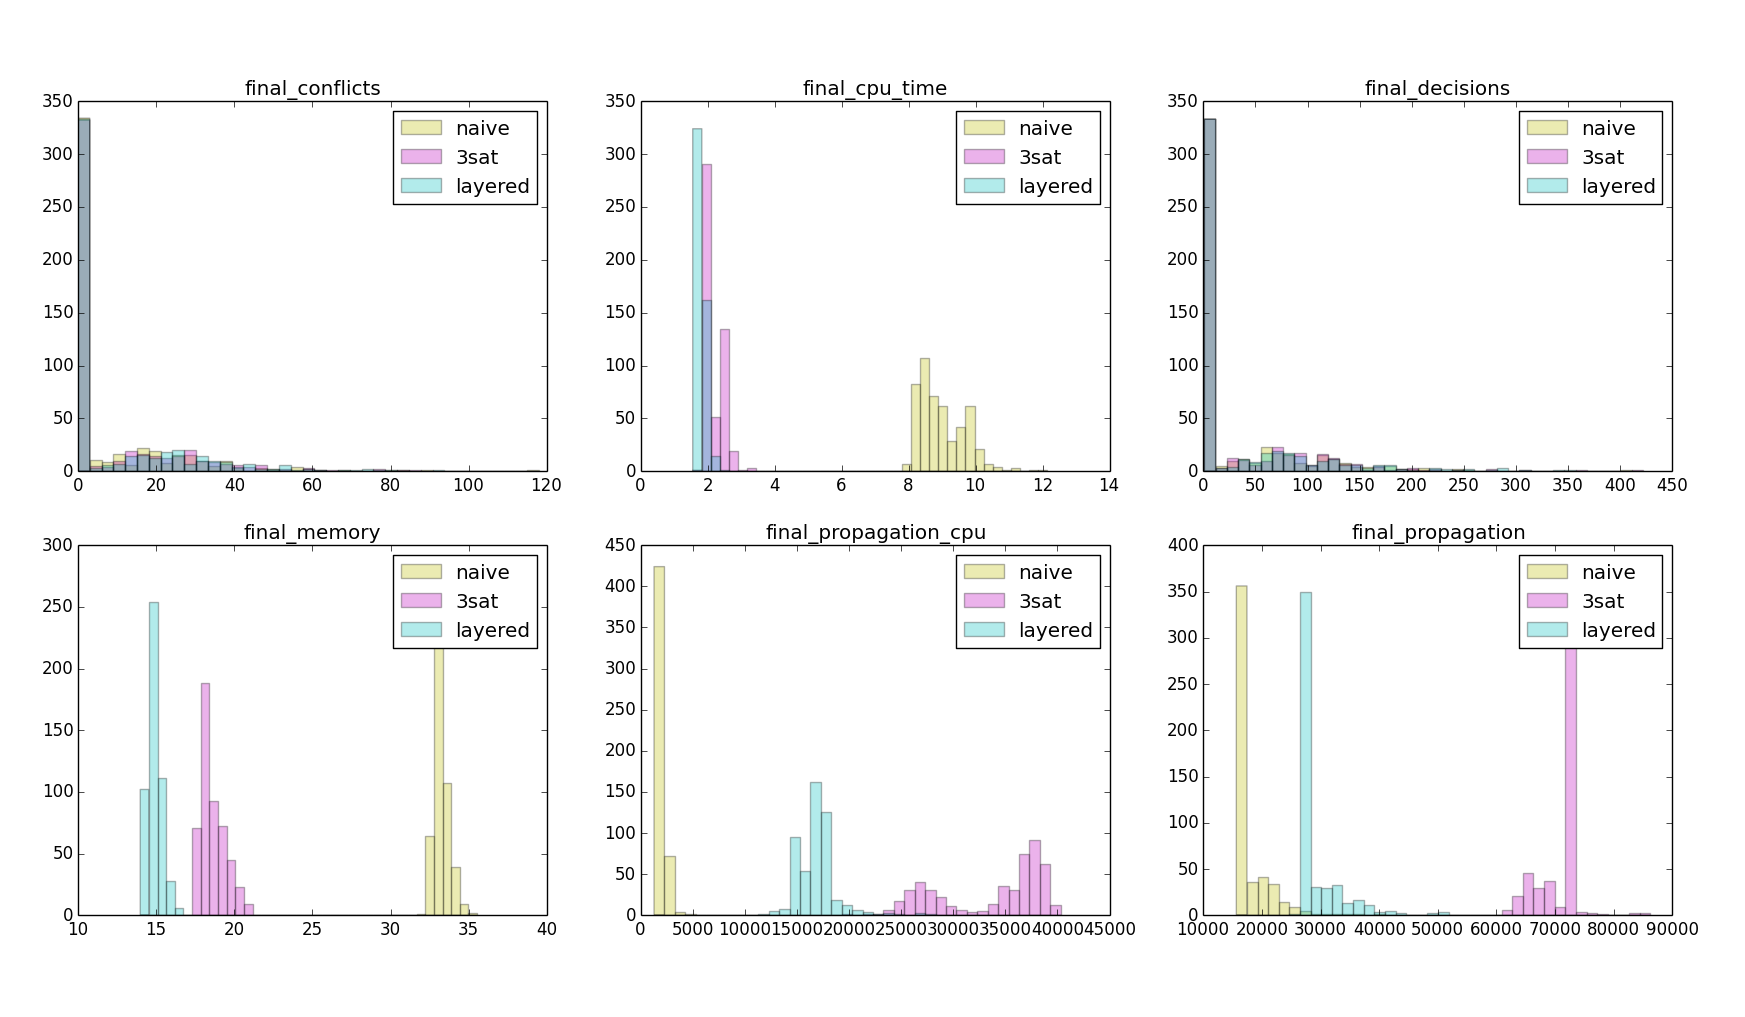 final_conflicts
350
300
250
200
150
100
50
0
0 20 40 60 80 100 120
naive
3sat
layered
final_cpu_time
350
300
250
200
150
100
50
0
0 2 4 6 8 10 12 14
naive
3sat
layered
final_decisions
350
300
250
200
150
100
50
0
0 50 100 150 200 250 300 350 400 450
naive
3sat
layered
final_memory
300
250
200
150
100
50
0
10 15 20 25 30 35 40
naive
3sat
layered
final_propagation_cpu
450
400
350
300
250
200
150
100
50
0
0 5000 10000 15000 20000 25000 30000 35000 40000 45000
naive
3sat
layered
final_propagation
400
350
300
250
200
150
100
50
0
10000 20000 30000 40000 50000 60000 70000 80000 90000
naive
3sat
layered